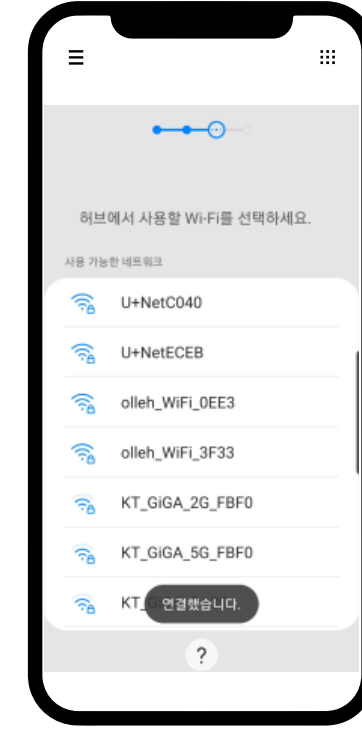 허브에서 사용할 Wi-Fi를 선택하세요.
사용 가능한 네트워크
U+NetC040
U+NetECEB
olleh_WiFi_0EE3
olleh_WiFi_3F33
KT_GiGA_2G_FBF0
KT_GiGA_5G_FBF0
KT_
연결했습니다.
?